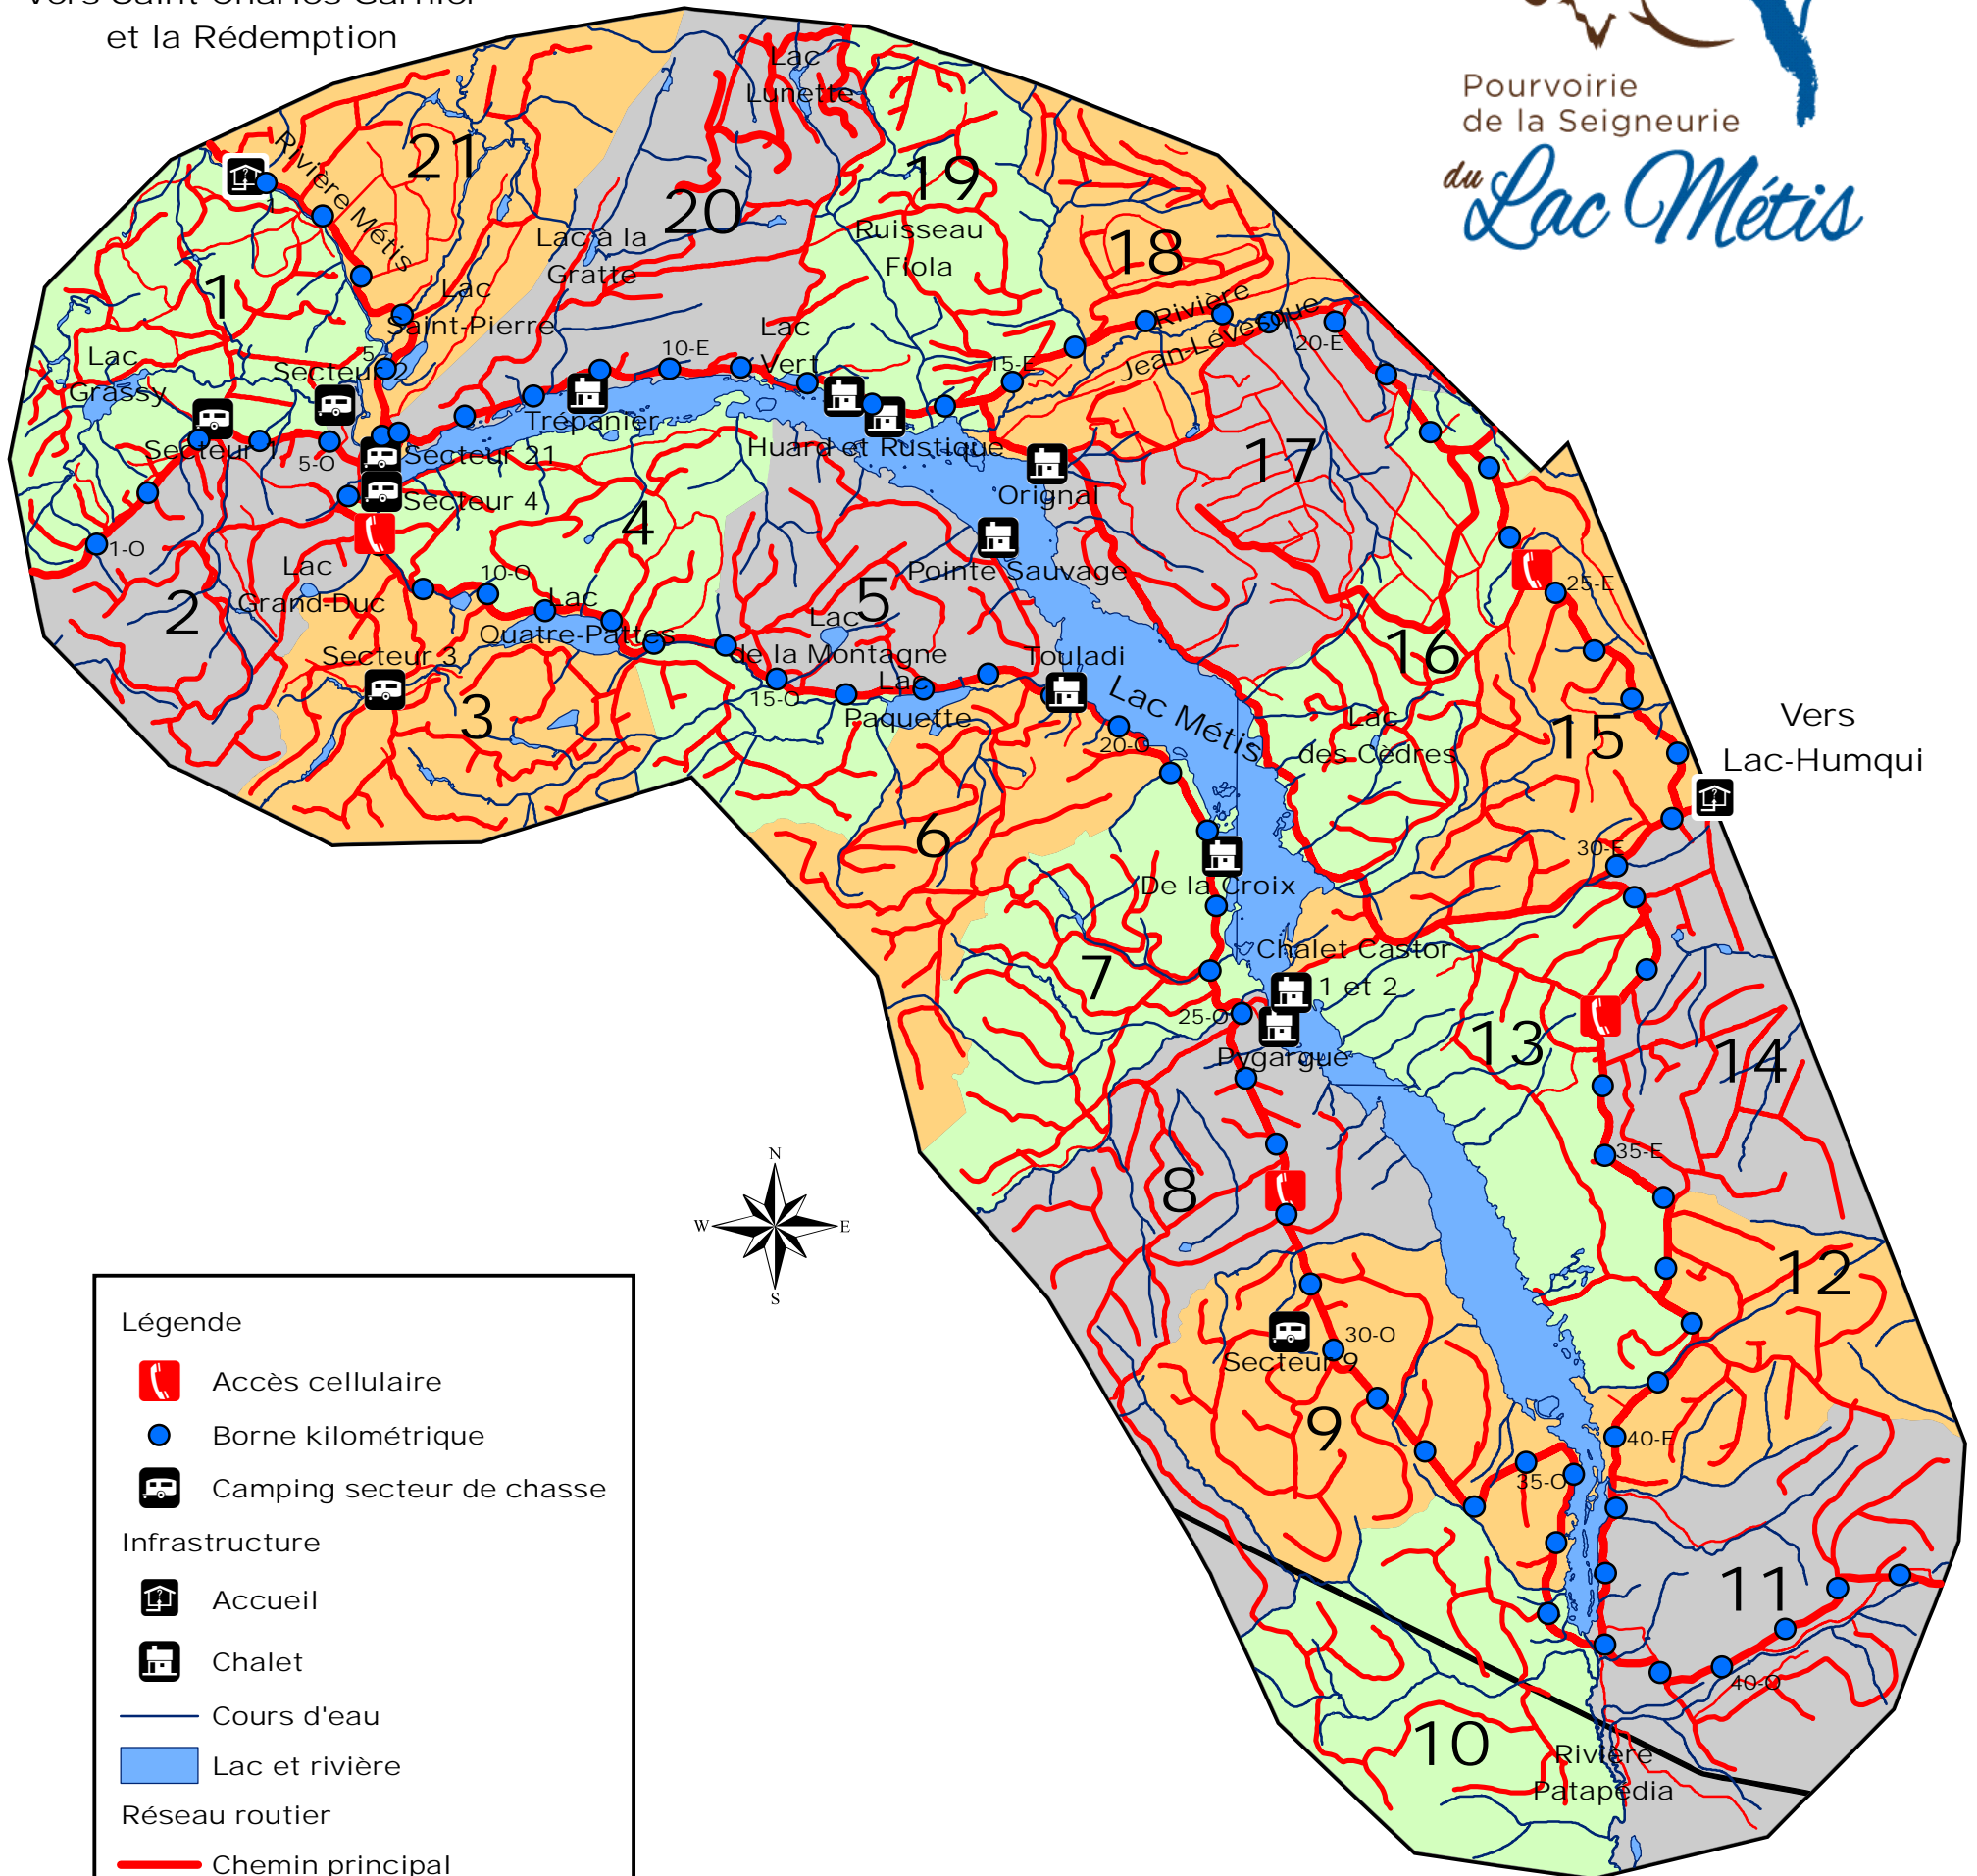 et la Rédemption
Pourvoirie
de la Seigneurie
du Lac Métis
Lac
Lunette
Rivière Métis
21
20
19
Ruisseau
Fiola
18
Lac à la
Gratte
Lac
Saint-Pierre
1
1
Lac
Grassy
5
Secteur 2
10-E
Lac
Vert
15-E
Rivière
Jean-Lévesque
20-E
Trépanier
Secteur 1
5-O
Secteur 21
Huard et Rustique
17
Secteur 4
4
Orignal
1-O
Lac
Grand-Duc
10-O
Lac
Quatre-Pattes
5
Pointe Sauvage
25-E
2
Lac
de la Montagne
16
Secteur 3
3
15-O
Lac
Paquette
Touladi
Lac Métis
20-O
Lac
des Cèdres
15
Vers
Lac-Humqui
6
30-E
De la Croix
7
Chalet Castor
1 et 2
25-O
Pygargue
13
14
8
35-E
N
W
E
S
12
30-O
Secteur 9
9
40-E
35-O
11
40-O
10
Rivière
Patapédia
Légende
Accès cellulaire
Borne kilométrique
Camping secteur de chasse
Infrastructure
Accueil
Chalet
Cours d'eau
Lac et rivière
Réseau routier
Chemin principal